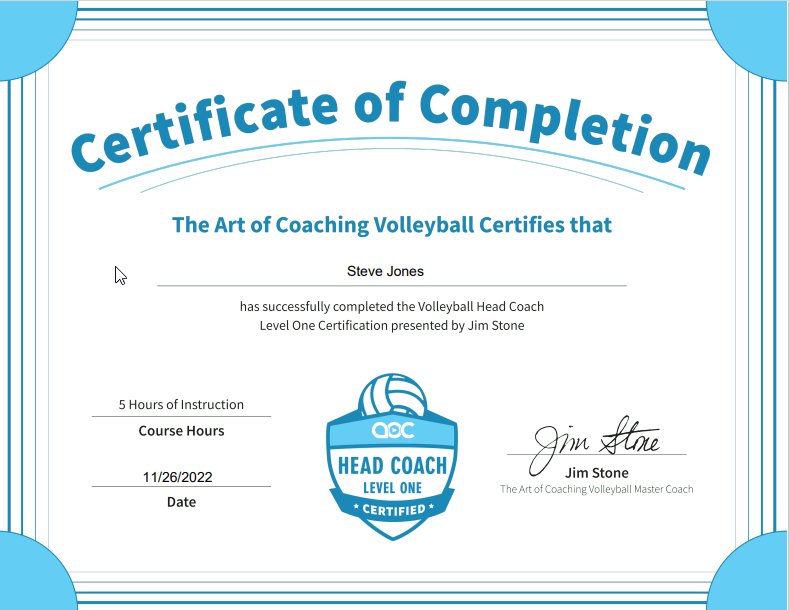 Certificate of Completion
The Art of Coaching Volleyball Certifies that
Steve Jones
has successfully completed the Volleyball Head Coach
Level One Certification presented by Jim Stone
5 Hours of Instruction
Course Hours
11/26/2022
Date
aoc
HEAD COACH
LEVEL ONE
CERTIFIED
Jim Stone
Jim Stone
The Art of Coaching Volleyball Master Coach